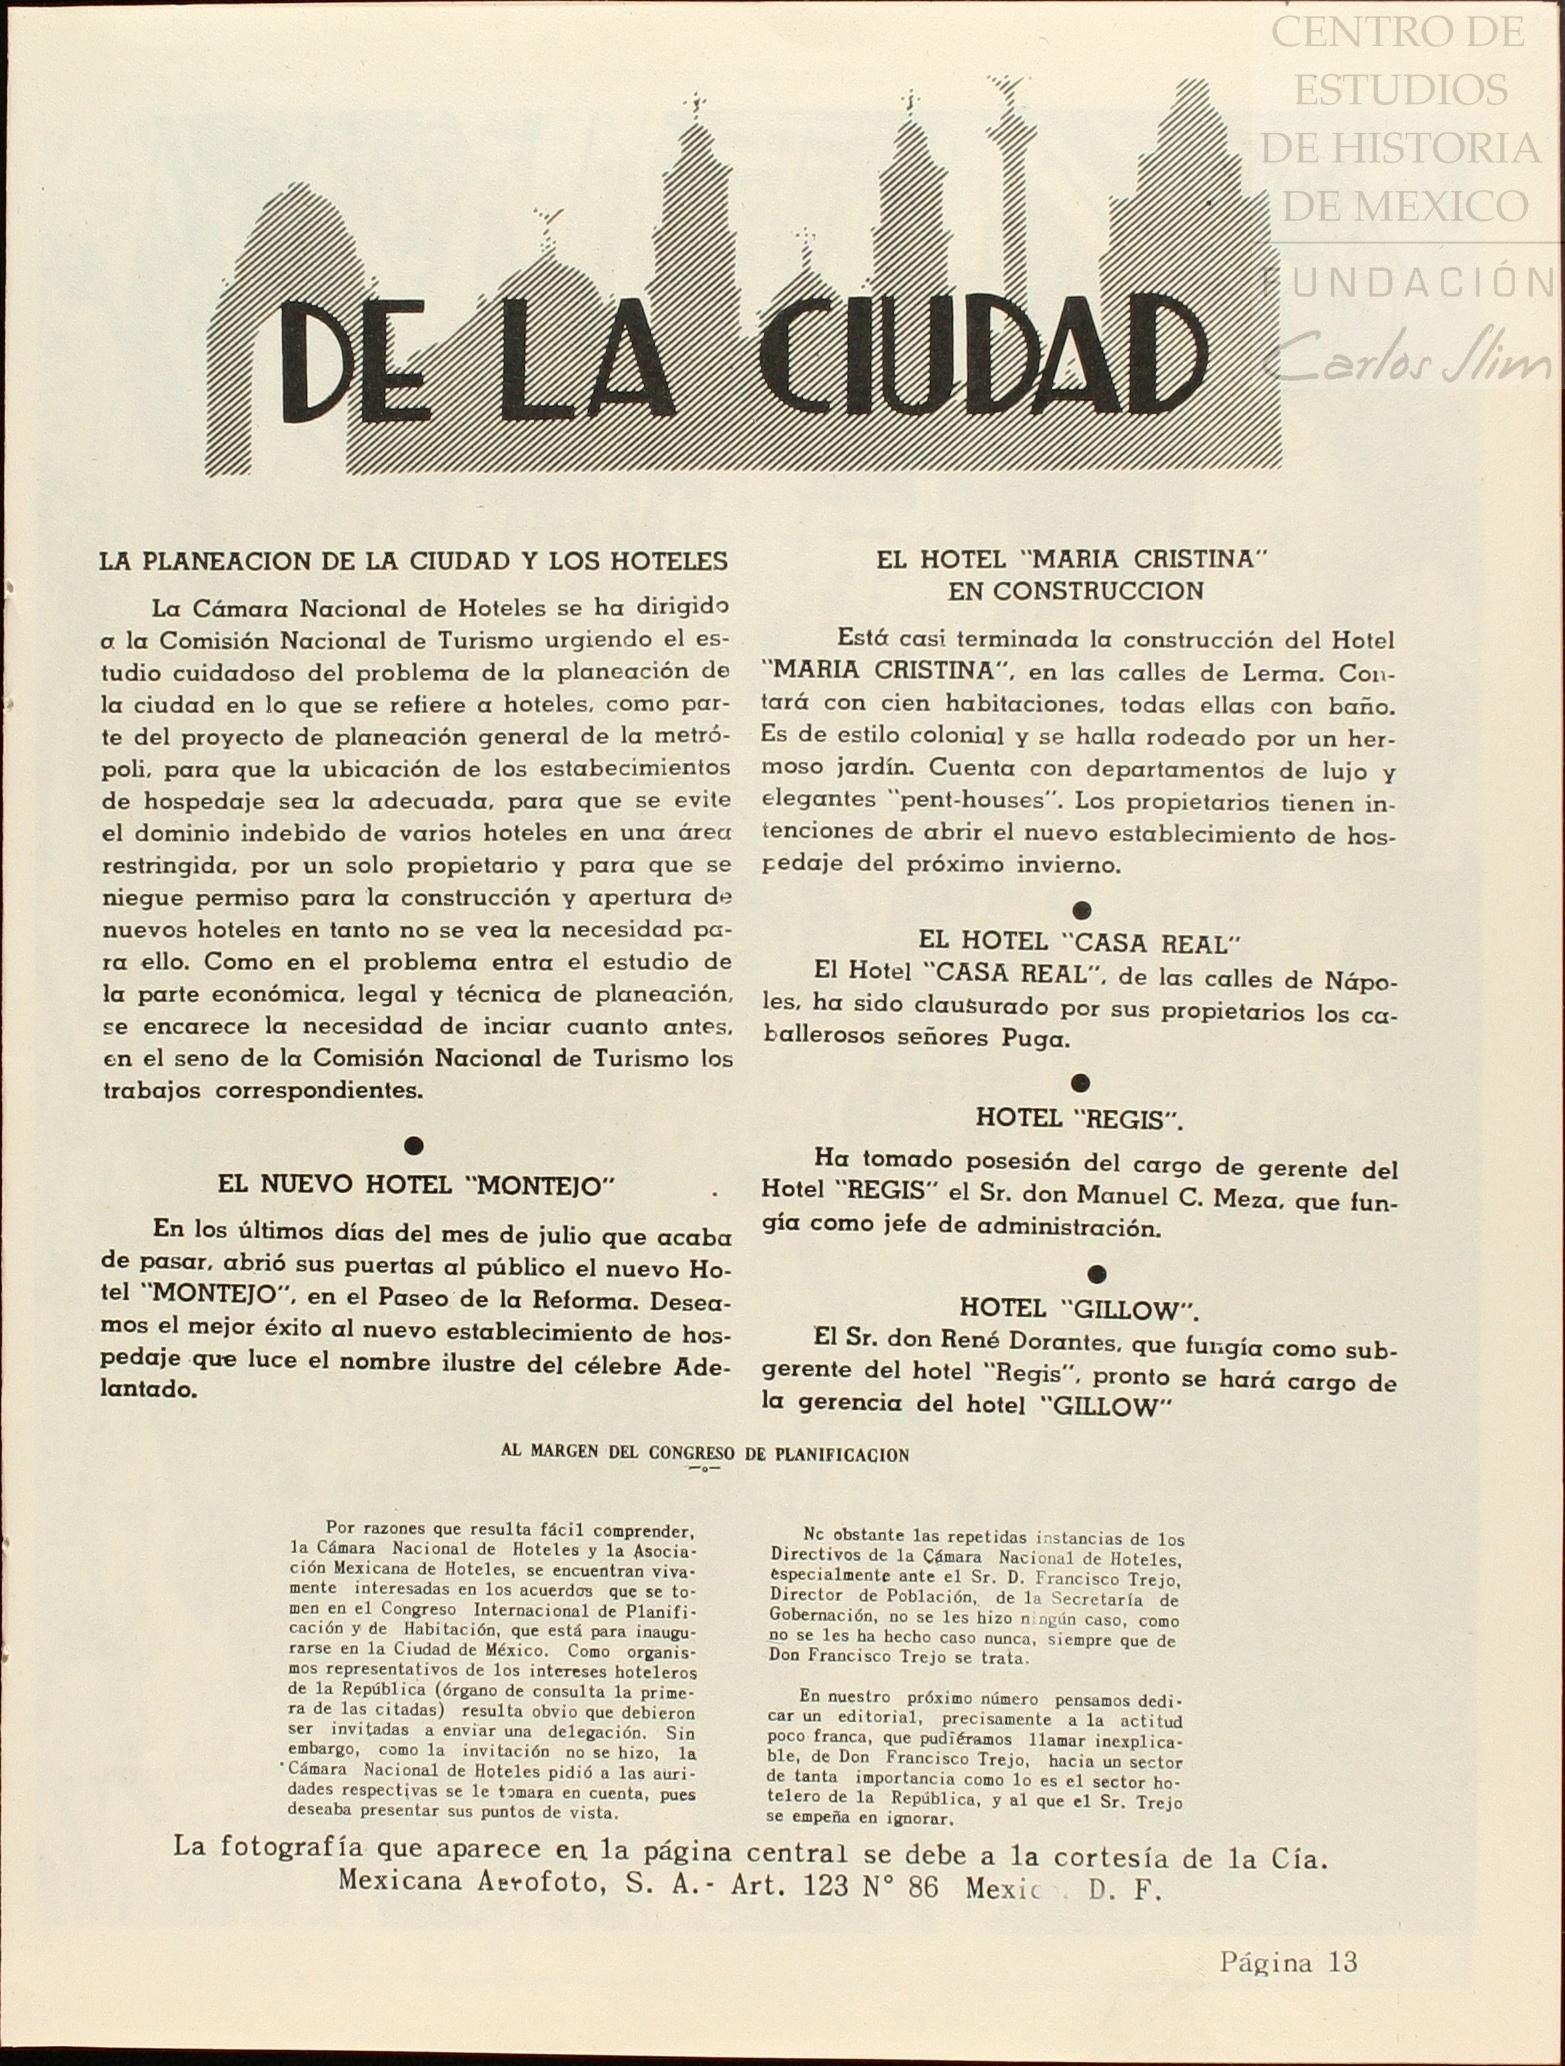 CENTRO DE
ESTUDIOS
DE HISTORIA
DE MEXICO
FUNDACIÓN
Carlos Slim
DE LA CIUDAD
LA PLANEACION DE LA CIUDAD Y LOS HOTELES
La Cámara Nacional de Hoteles se ha dirigido
a la Comisión Nacional de Turismo urgiendo el es-
tudio cuidadoso del problema de la planeación de
la ciudad en lo que se refiere a hoteles, como par-
te del proyecto de planeación general de la metró-
poli, para que la ubicación de los estabecimientos
de hospedaje sea la adecuada, para que se evite
el dominio indebido de varios hoteles en una área
restringida, por un solo propietario y para que se
niegue permiso para la construcción y apertura de
nuevos hoteles en tanto no se vea la necesidad pa-
ra ello. Como en el problema entra el estudio de
la parte económica, legal y técnica de planeación,
se encarece la necesidad de inciar cuanto antes,
en el seno de la Comisión Nacional de Turismo los
trabajos correspondientes.
EL NUEVO HOTEL "MONTEJO"
En los últimos días del mes de julio que acaba
de pasar, abrió sus puertas al público el nuevo Ho-
tel "MONTEJO", en el Paseo de la Reforma. Desea-
mos el mejor éxito al nuevo establecimiento de hos-
pedaje que luce el nombre ilustre del célebre Ade-
lantado.
EL HOTEL "MARIA CRISTINA"
EN CONSTRUCCION
Está casi terminada la construcción del Hotel
"MARIA CRISTINA", en las calles de Lerma. Con-
tará con cien habitaciones, todas ellas con baño.
Es de estilo colonial y se halla rodeado por un her-
moso jardín. Cuenta con departamentos de lujo y
elegantes "pent-houses". Los propietarios tienen in-
tenciones de abrir el nuevo establecimiento de hos-
pedaje del próximo invierno.
EL HOTEL "CASA REAL"
El Hotel "CASA REAL", de las calles de Nápo-
les, ha sido clausurado por sus propietarios los ca-
ballerosos señores Puga.
HOTEL "REGIS".
Ha tomado posesión del cargo de gerente del
Hotel "REGIS" el Sr. don Manuel C. Meza, que fun-
gía como jefe de administración.
HOTEL "GILLOW".
El Sr. don René Dorantes, que fungía como sub-
gerente del hotel "Regis", pronto se hará cargo de
la gerencia del hotel "GILLOW"
AL MARGEN DEL CONGRESO DE PLANIFICACION
Por razones que resulta fácil comprender,
la Cámara Nacional de Hoteles y la Asocia-
ción Mexicana de Hoteles, se encuentran viva-
mente interesadas en los acuerdos que se to-
men en el Congreso Internacional de Planifi-
cación y de Habitación, que está para inaugu-
rarse en la Ciudad de México. Como organis-
mos representativos de los intereses hoteleros
de la República (órgano de consulta la prime-
ra de las citadas) resulta obvio que debieron
ser invitadas a enviar una delegación. Sin
embargo, como la invitación no se hizo, la
Cámara Nacional de Hoteles pidió a las auri-
dades respectivas se le tomara en cuenta, pues
deseaba presentar sus puntos de vista.
No obstante las repetidas instancias de los
Directivos de la Cámara Nacional de Hoteles,
especialmente ante el Sr. D. Francisco Trejo,
Director de Población, de la Secretaría de
Gobernación, no se les hizo ningún caso, como
no se les ha hecho caso nunca, siempre que de
Don Francisco Trejo se trata.
En nuestro próximo número pensamos dedi-
car un editorial, precisamente a la actitud
poco franca, que pudiéramos llamar inexplica-
ble, de Don Francisco Trejo, hacia un sector
de tanta importancia como lo es el sector ho-
telero de la República, y al que el Sr. Trejo
se empeña en ignorar.
La fotografía que aparece en la página central se debe a la cortesía de la Cía.
Mexicana Aerofoto, S. A.- Art. 123 N° 86 Mexico, D. F.
Página 13